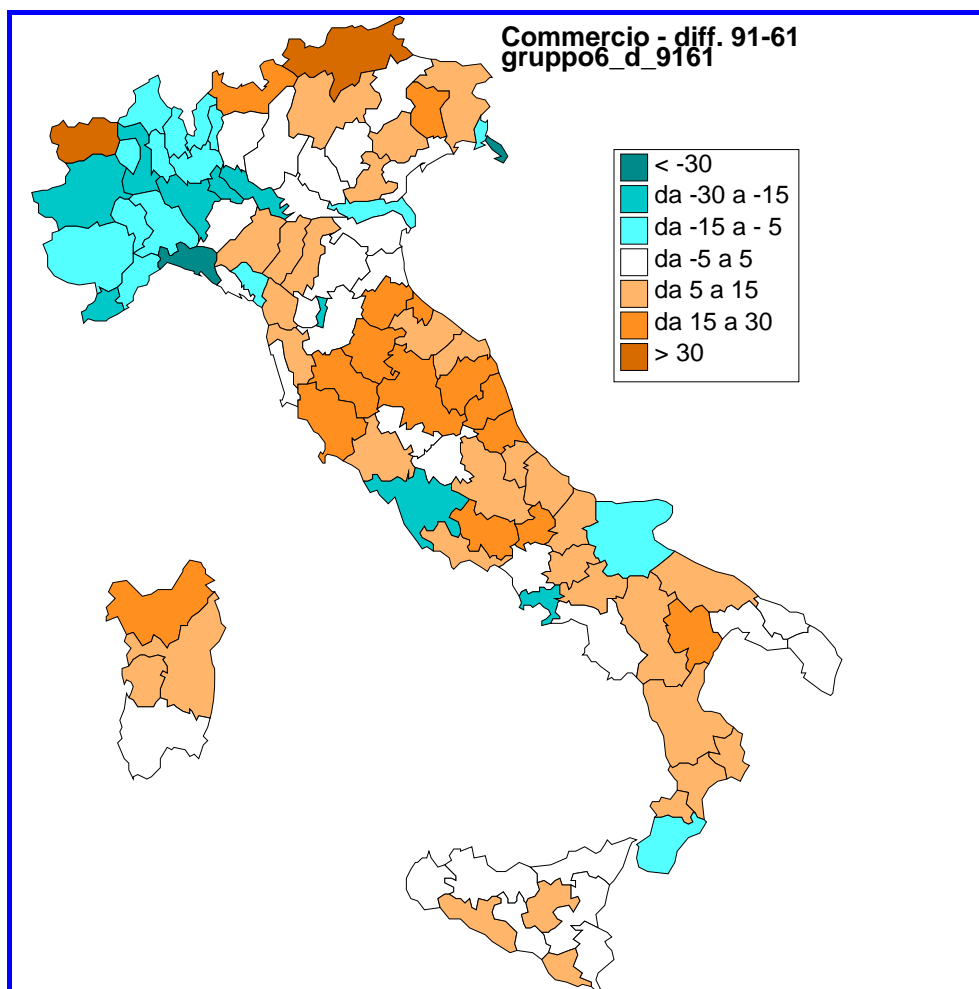 Commercio - diff. 91-61
gruppo6_d_9161
< -30
da -30 a -15
da -15 a - 5
da -5 a 5
da 5 a 15
da 15 a 30
> 30